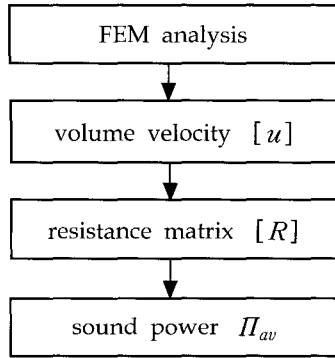 FEM analysis
volume velocity [u]
resistance matrix [R]
sound power Π_av